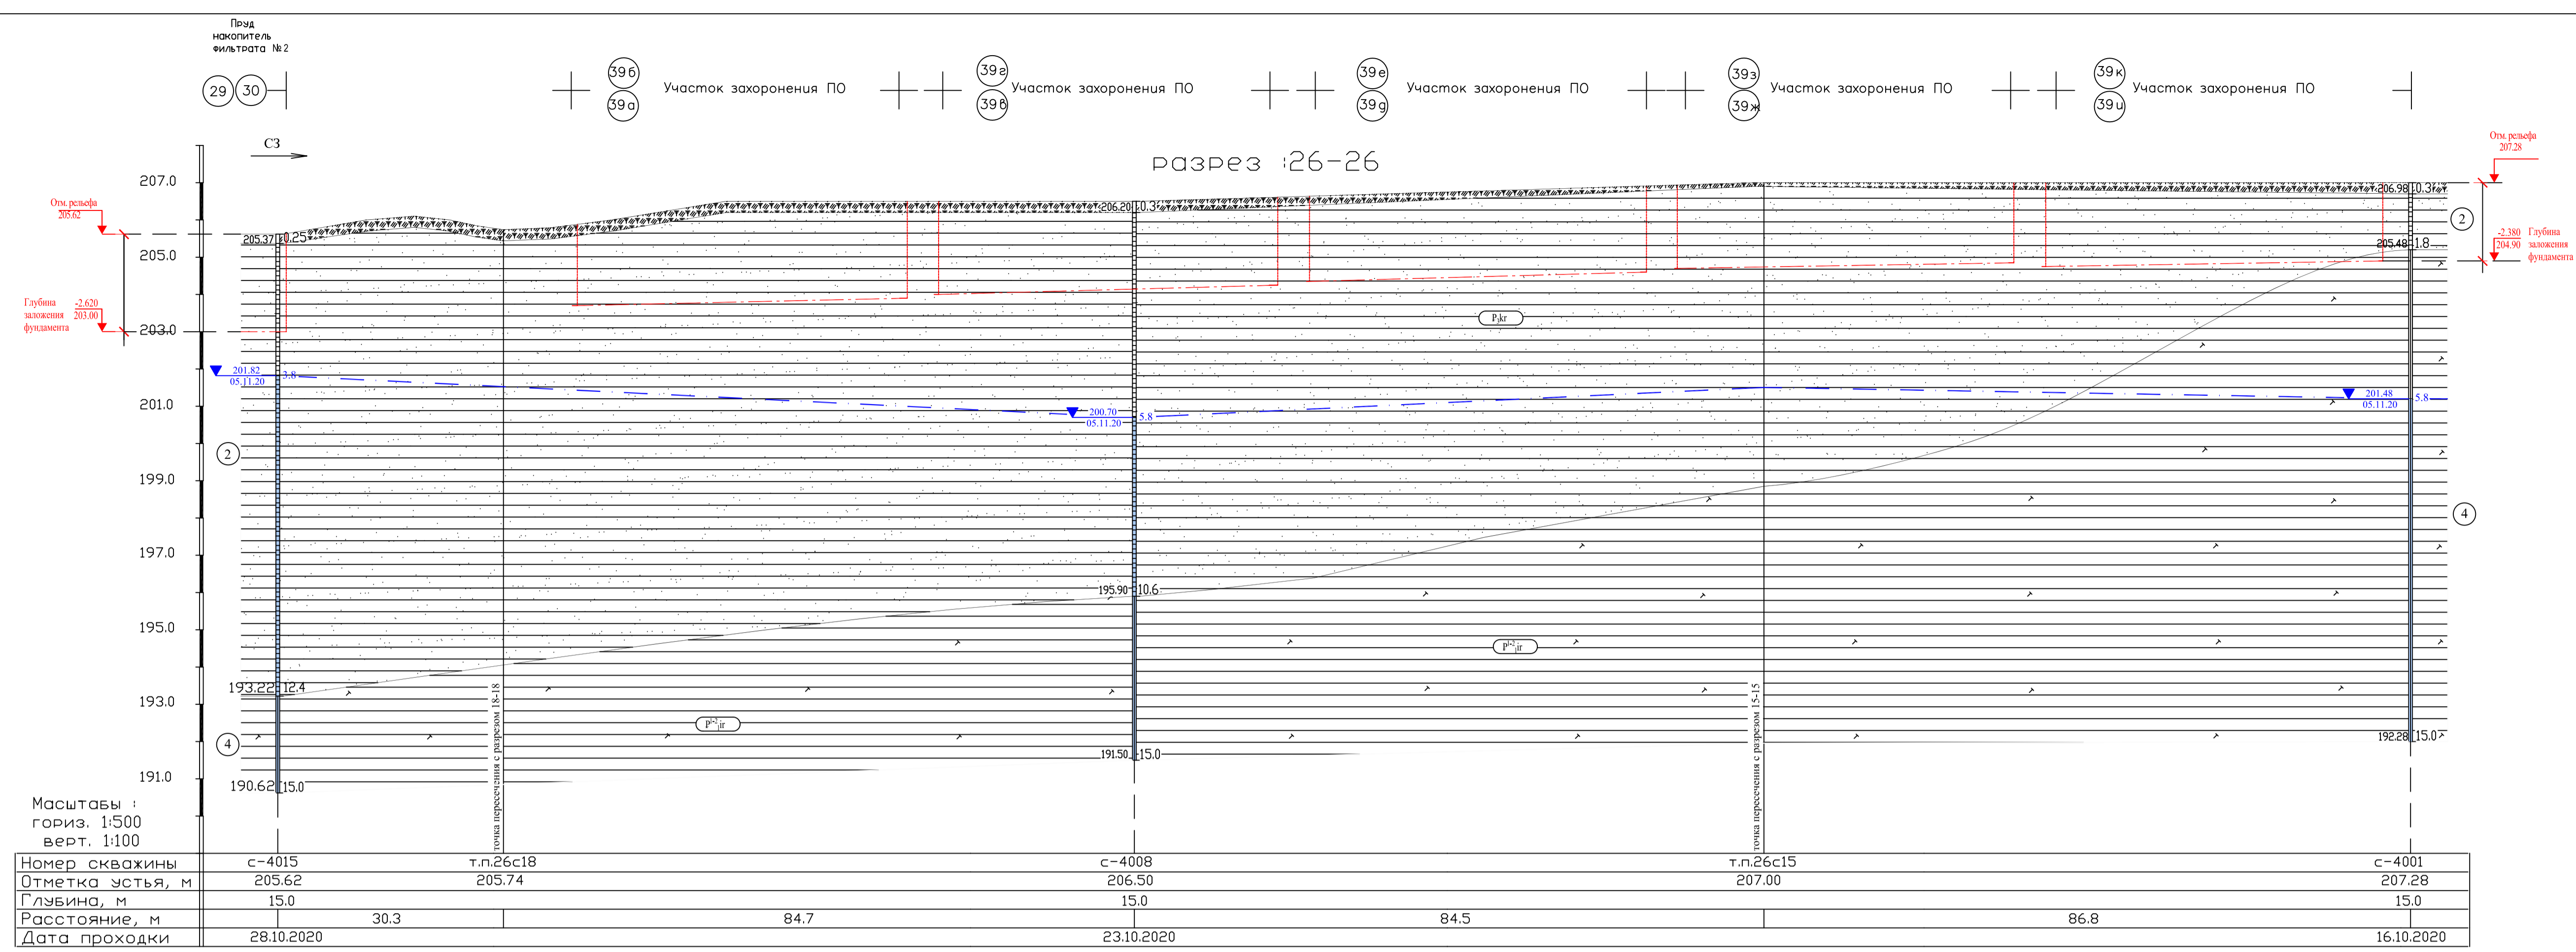 Пруд
накопитель
фильтрата №2
29 30
39б
39а
Участок захоронения ПО
39г
39в
Участок захоронения ПО
39е
39д
Участок захоронения ПО
39з
39ж
Участок захоронения ПО
39к
39и
Участок захоронения ПО
СЗ
разрез :26-26
Отм. рельефа
207.28
Отм. рельефа
205.62
207.0
205.0
203.0
201.0
199.0
197.0
195.0
193.0
191.0
Глубина
заложения
фундамента
-2.620
203.00
-2.380
204.90
Глубина
заложения
фундамента
205.37 0.25
206.20 0.3
206.98 0.3
205.48 1.8
2
P₃kr
201.82
05.11.20
3.8
200.70
05.11.20
5.8
201.48
05.11.20
5.8
2
4
195.90 10.6
P¹⁻²₁ir
193.22 12.4
P¹⁻²₁ir
4
191.50 15.0
192.28 15.0
190.62 15.0
точка пересечения с разрезом 18-18
точка пересечения с разрезом 15-15
Масштабы :
гориз. 1:500
верт. 1:100
Номер скважины с-4015 т.п.26с18 с-4008 т.п.26с15 с-4001
Отметка устья, м 205.62 205.74 206.50 207.00 207.28
Глубина, м 15.0 15.0 15.0
Расстояние, м 30.3 84.7 84.5 86.8
Дата проходки 28.10.2020 23.10.2020 16.10.2020